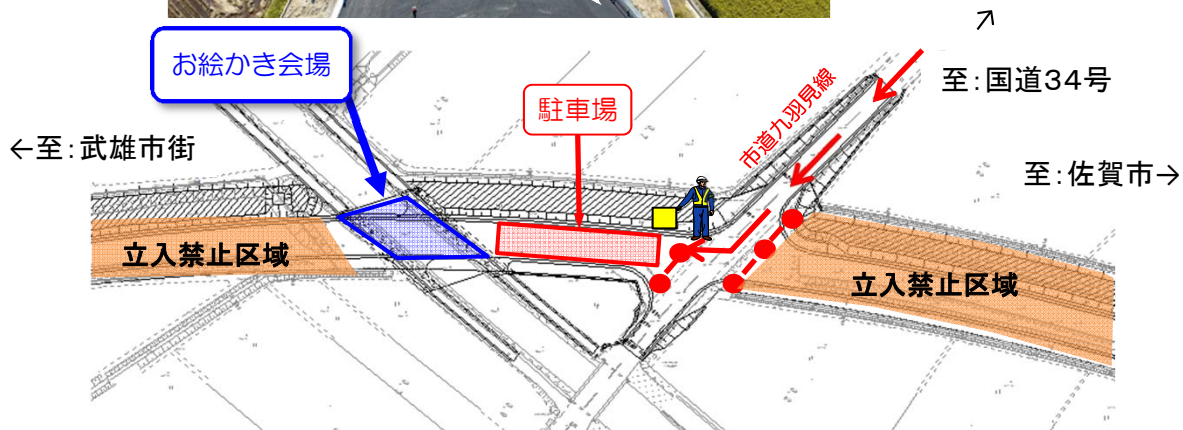 お絵かき会場
駐車場
市道九羽見線
至:国道34号
←至:武雄市街
至:佐賀市→
立入禁止区域
立入禁止区域